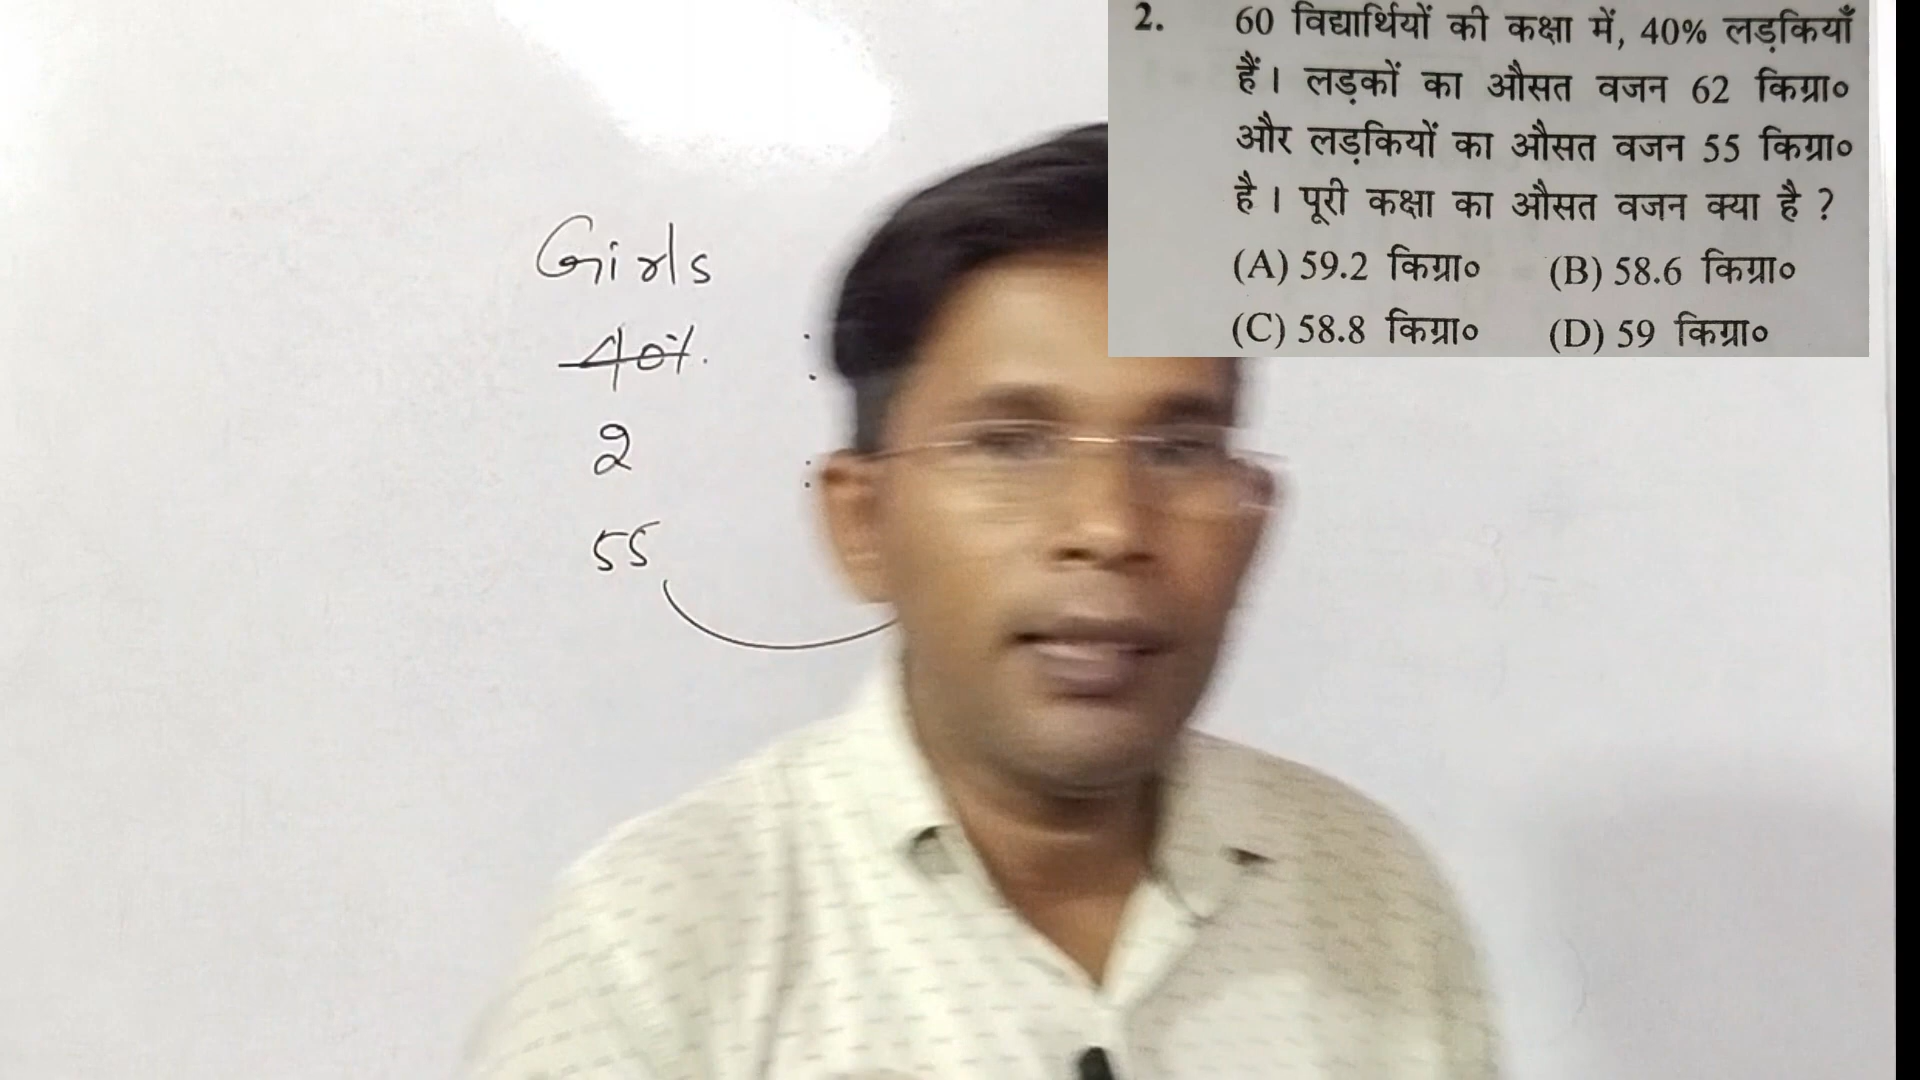 2. 60 विद्यार्थियों की कक्षा में, 40% लड़कियाँ
हैं। लड़कों का औसत वजन 62 किग्रा०
और लड़कियों का औसत वजन 55 किग्रा०
है। पूरी कक्षा का औसत वजन क्या है ?
(A) 59.2 किग्रा० (B) 58.6 किग्रा०
(C) 58.8 किग्रा० (D) 59 किग्रा०
Girls
40% :
2 :
55